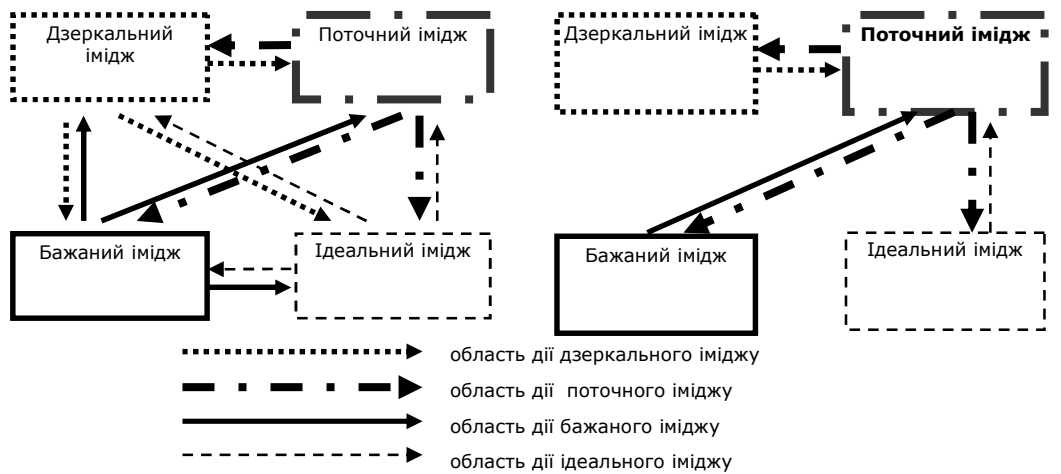 Дзеркальний
імідж
Поточний імідж
Бажаний імідж
Ідеальний імідж
Дзеркальний імідж
Поточний імідж
Бажаний імідж
Ідеальний імідж
область дії дзеркального іміджу
область дії поточного іміджу
область дії бажаного іміджу
область дії ідеального іміджу